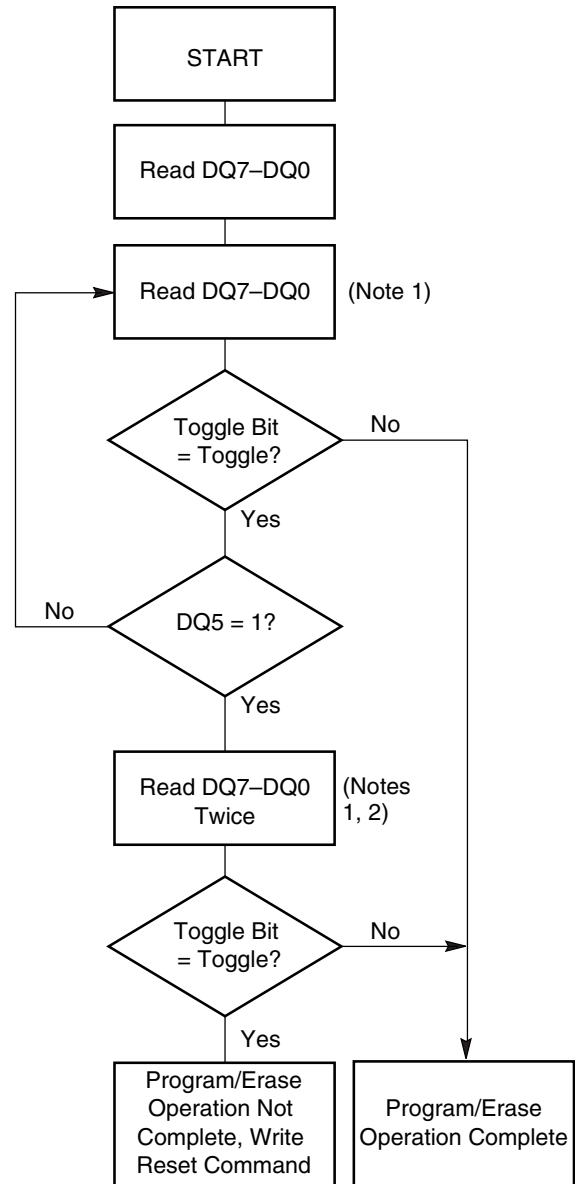 START
Read DQ7–DQ0
Read DQ7–DQ0
(Note 1)
Toggle Bit
= Toggle?
No
Yes
DQ5 = 1?
No
Yes
Read DQ7–DQ0
Twice
(Notes
1, 2)
Toggle Bit
= Toggle?
No
Yes
Program/Erase
Operation Not
Complete, Write
Reset Command
Program/Erase
Operation Complete